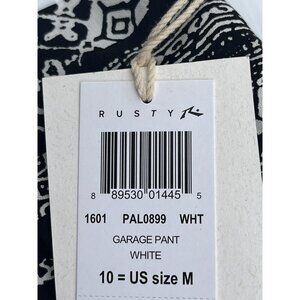 RUSTY
8 89530 01445 5
1601 PAL0899 WHT
GARAGE PANT
WHITE
10 = US size M